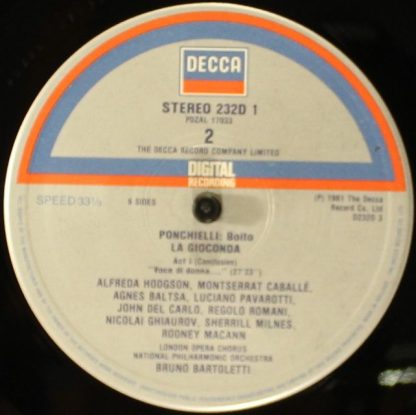 DECCA
STEREO 232D 1
PDZAL 17033
2
THE DECCA RECORD COMPANY LIMITED
DIGITAL
RECORDING
SPEED 33⅓
6 SIDES
(P) 1981 The Decca
Record Co. Ltd
D232D 3
PONCHIELLI: Boito
LA GIOCONDA
Act I (Conclusion)
"Voce di donna...." (27'23")
ALFREDA HODGSON, MONTSERRAT CABALLÉ,
AGNES BALTSA, LUCIANO PAVAROTTI,
JOHN DEL CARLO, REGOLO ROMANI,
NICOLAI GHIAUROV, SHERRILL MILNES,
RODNEY MACANN
LONDON OPERA CHORUS
NATIONAL PHILHARMONIC ORCHESTRA
BRUNO BARTOLETTI